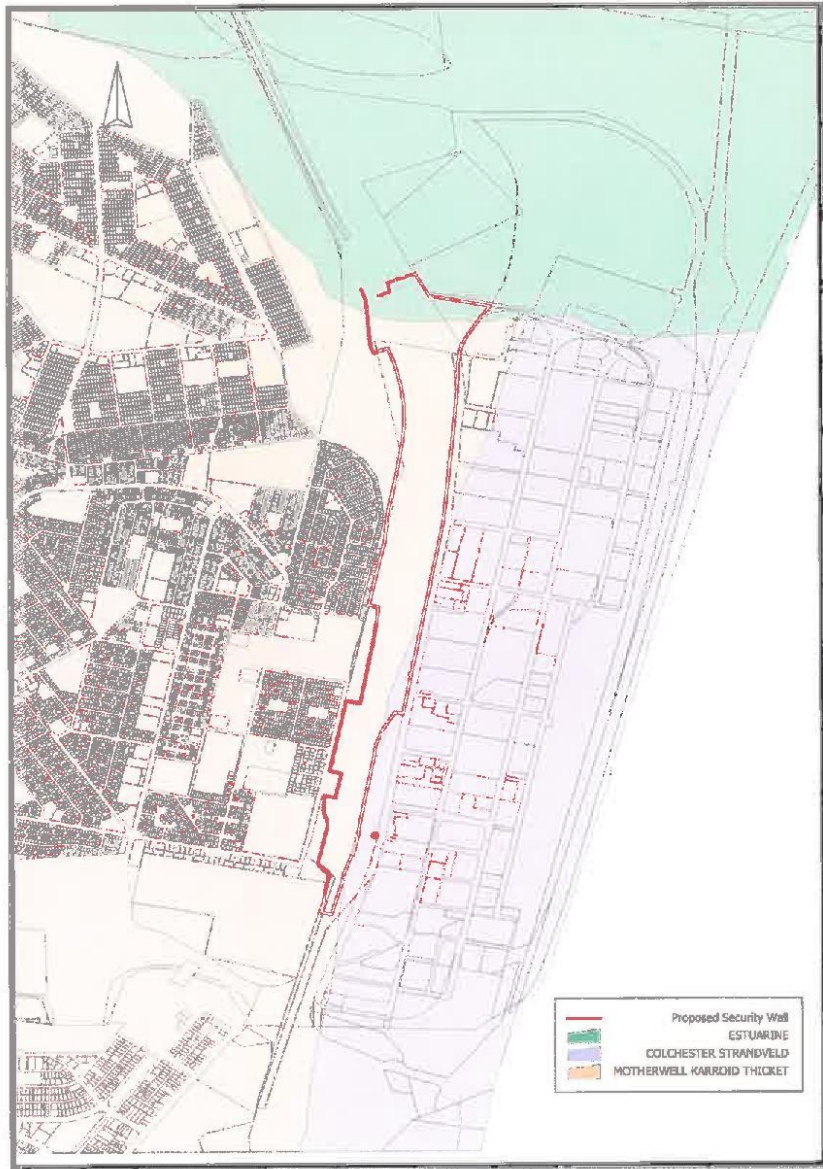 Proposed Security Wall
ESTUARINE
COLCHESTER STRANDVELD
MOTHERWELL KARROID THICKET